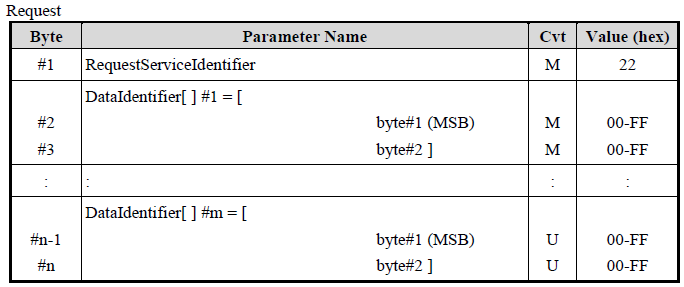 Request
Byte Parameter Name Cvt Value (hex)
#1 RequestServiceIdentifier M 22
DataIdentifier[ ] #1 = [
#2 byte#1 (MSB) M 00-FF
#3 byte#2 ] M 00-FF
: : : :
DataIdentifier[ ] #m = [
#n-1 byte#1 (MSB) U 00-FF
#n byte#2 ] U 00-FF